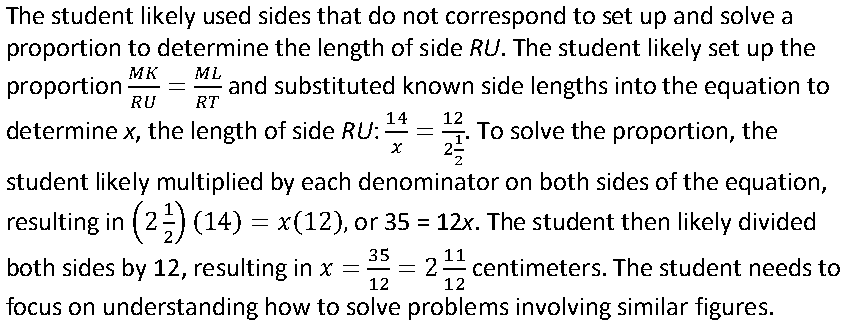 The student likely used sides that do not correspond to set up and solve a
proportion to determine the length of side RU. The student likely set up the
proportion MK/RU = ML/RT and substituted known side lengths into the equation to
determine x, the length of side RU: 14/x = 12/2 1/2. To solve the proportion, the
student likely multiplied by each denominator on both sides of the equation,
resulting in (2 1/2)(14) = x(12), or 35 = 12x. The student then likely divided
both sides by 12, resulting in x = 35/12 = 2 11/12 centimeters. The student needs to
focus on understanding how to solve problems involving similar figures.